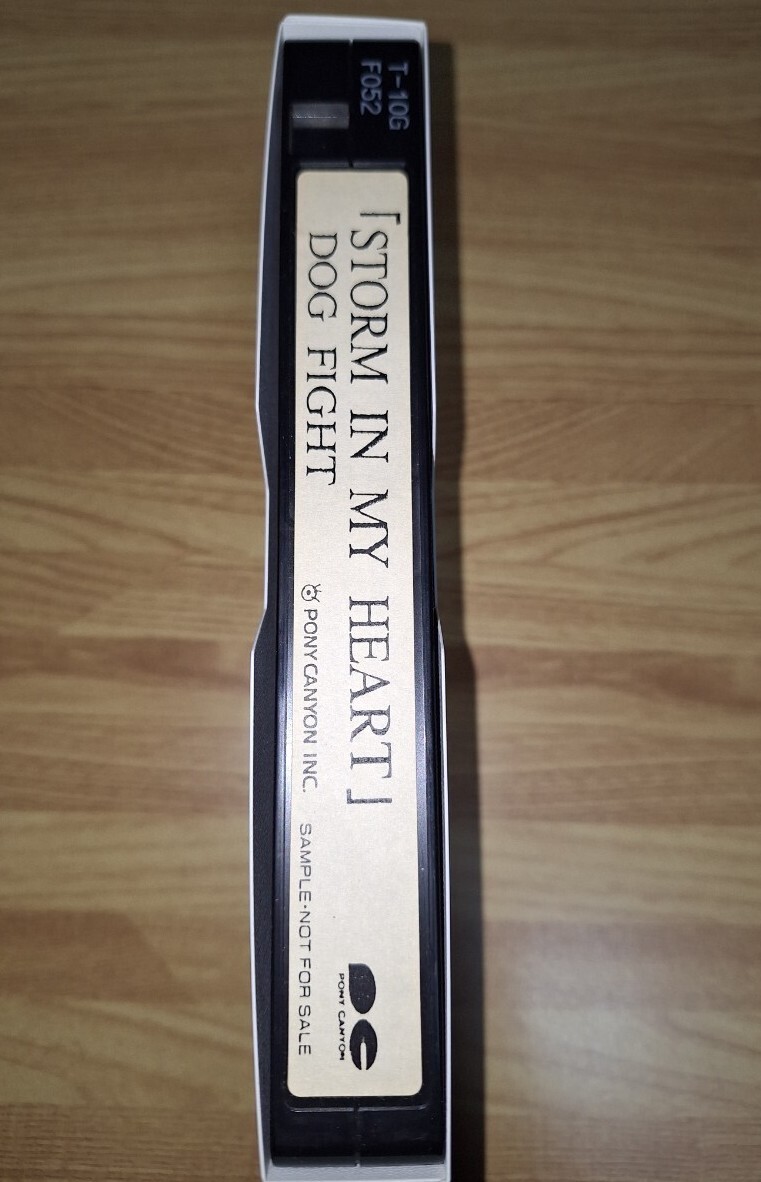 T-10G
F052
「STORM IN MY HEART」
DOG FIGHT
PONY CANYON INC.
SAMPLE·NOT FOR SALE
PONY CANYON